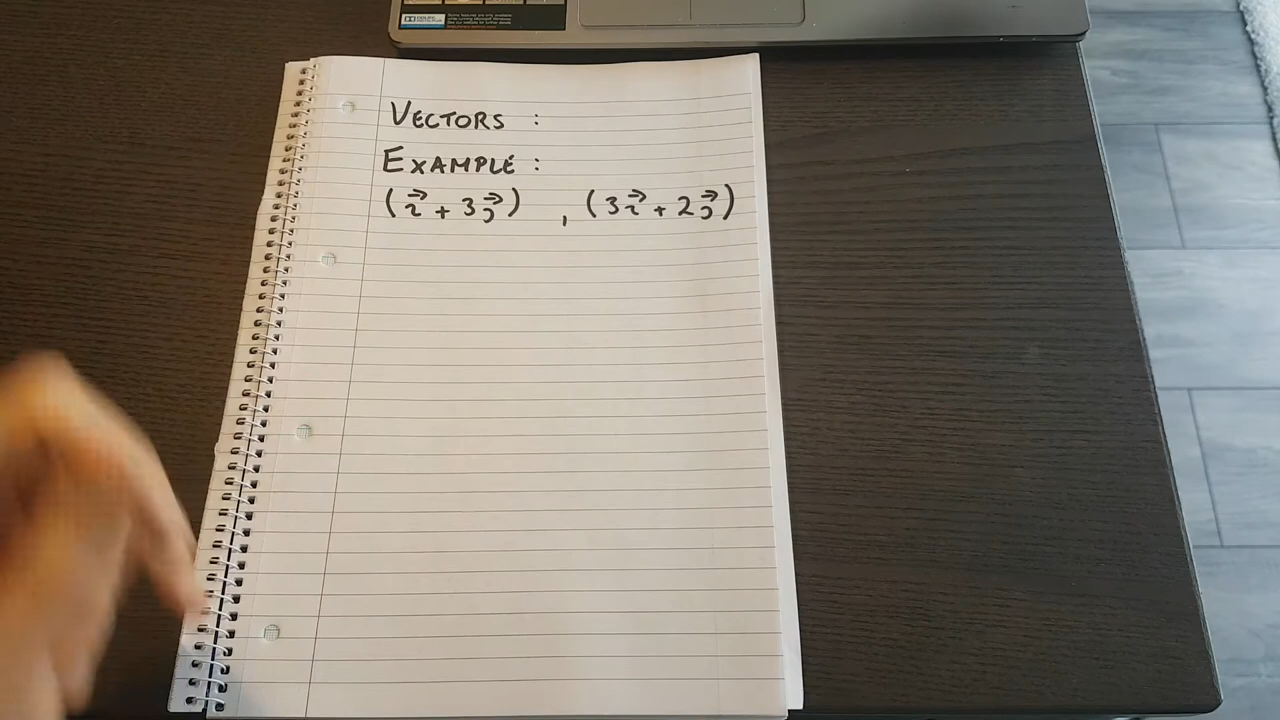 VECTORS :
EXAMPLE :
(i⃗ + 3j⃗) , (3i⃗ + 2j⃗)